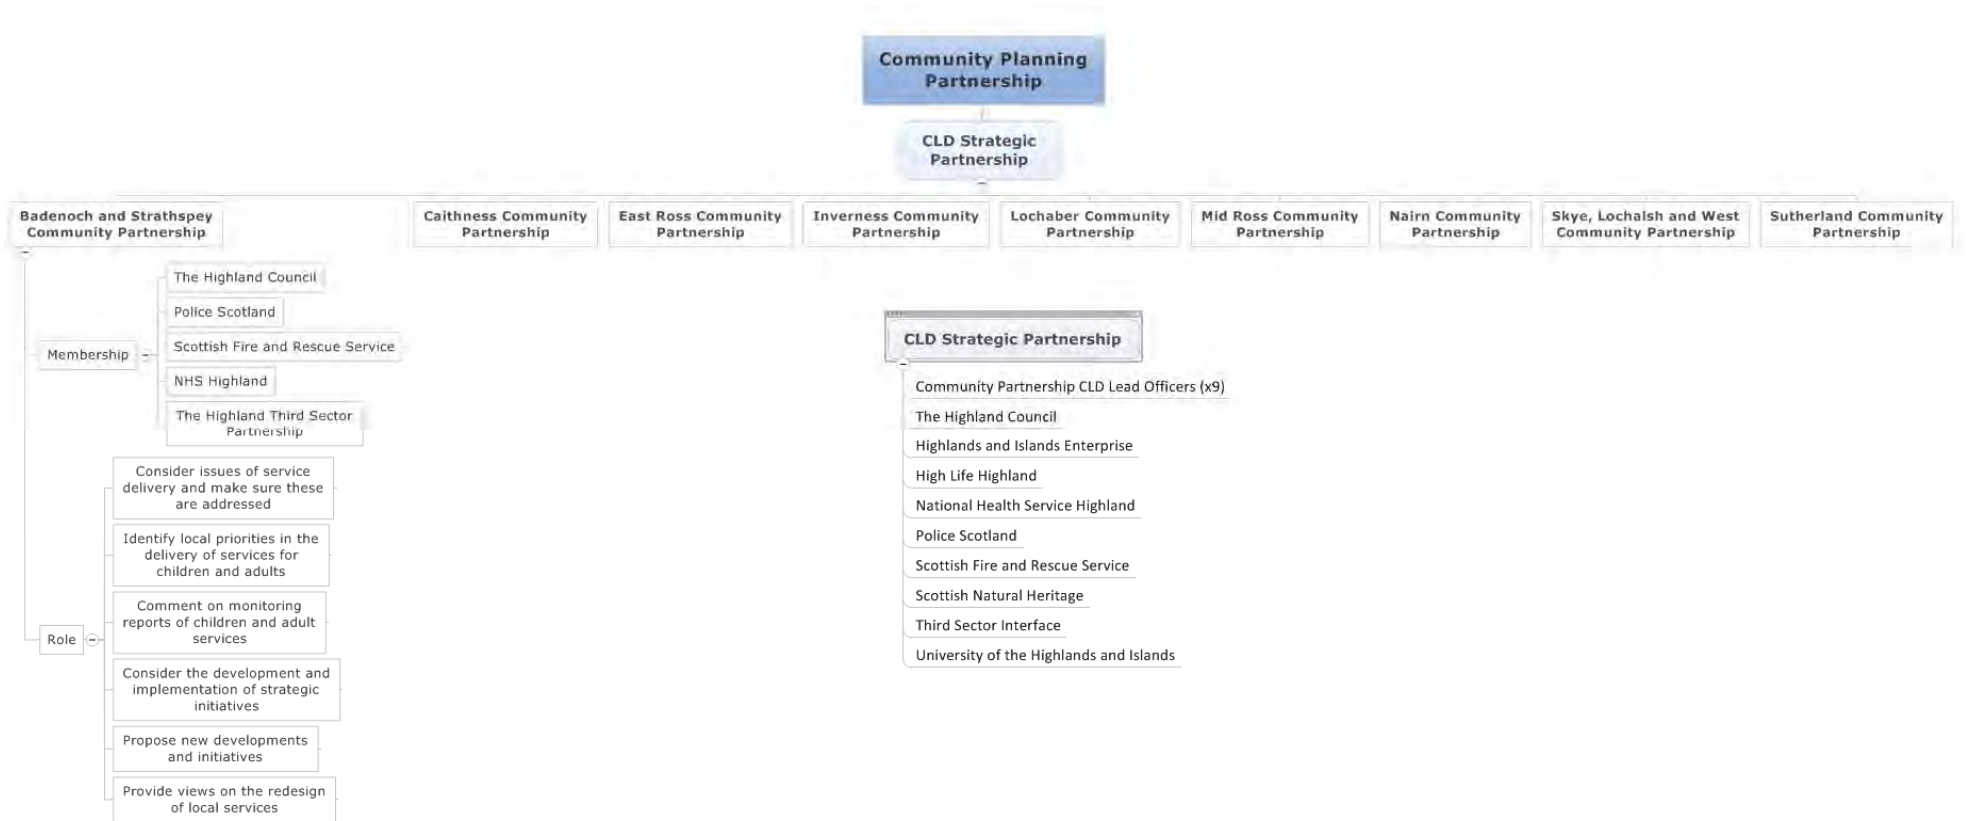 Community Planning
Partnership
CLD Strategic
Partnership
Badenoch and Strathspey
Community Partnership
Caithness Community
Partnership
East Ross Community
Partnership
Inverness Community
Partnership
Lochaber Community
Partnership
Mid Ross Community
Partnership
Nairn Community
Partnership
Skye, Lochalsh and West
Community Partnership
Sutherland Community
Partnership
Membership
The Highland Council
Police Scotland
Scottish Fire and Rescue Service
NHS Highland
The Highland Third Sector
Partnership
Role
Consider issues of service
delivery and make sure these
are addressed
Identify local priorities in the
delivery of services for
children and adults
Comment on monitoring
reports of children and adult
services
Consider the development and
implementation of strategic
initiatives
Propose new developments
and initiatives
Provide views on the redesign
of local services
CLD Strategic Partnership
Community Partnership CLD Lead Officers (x9)
The Highland Council
Highlands and Islands Enterprise
High Life Highland
National Health Service Highland
Police Scotland
Scottish Fire and Rescue Service
Scottish Natural Heritage
Third Sector Interface
University of the Highlands and Islands